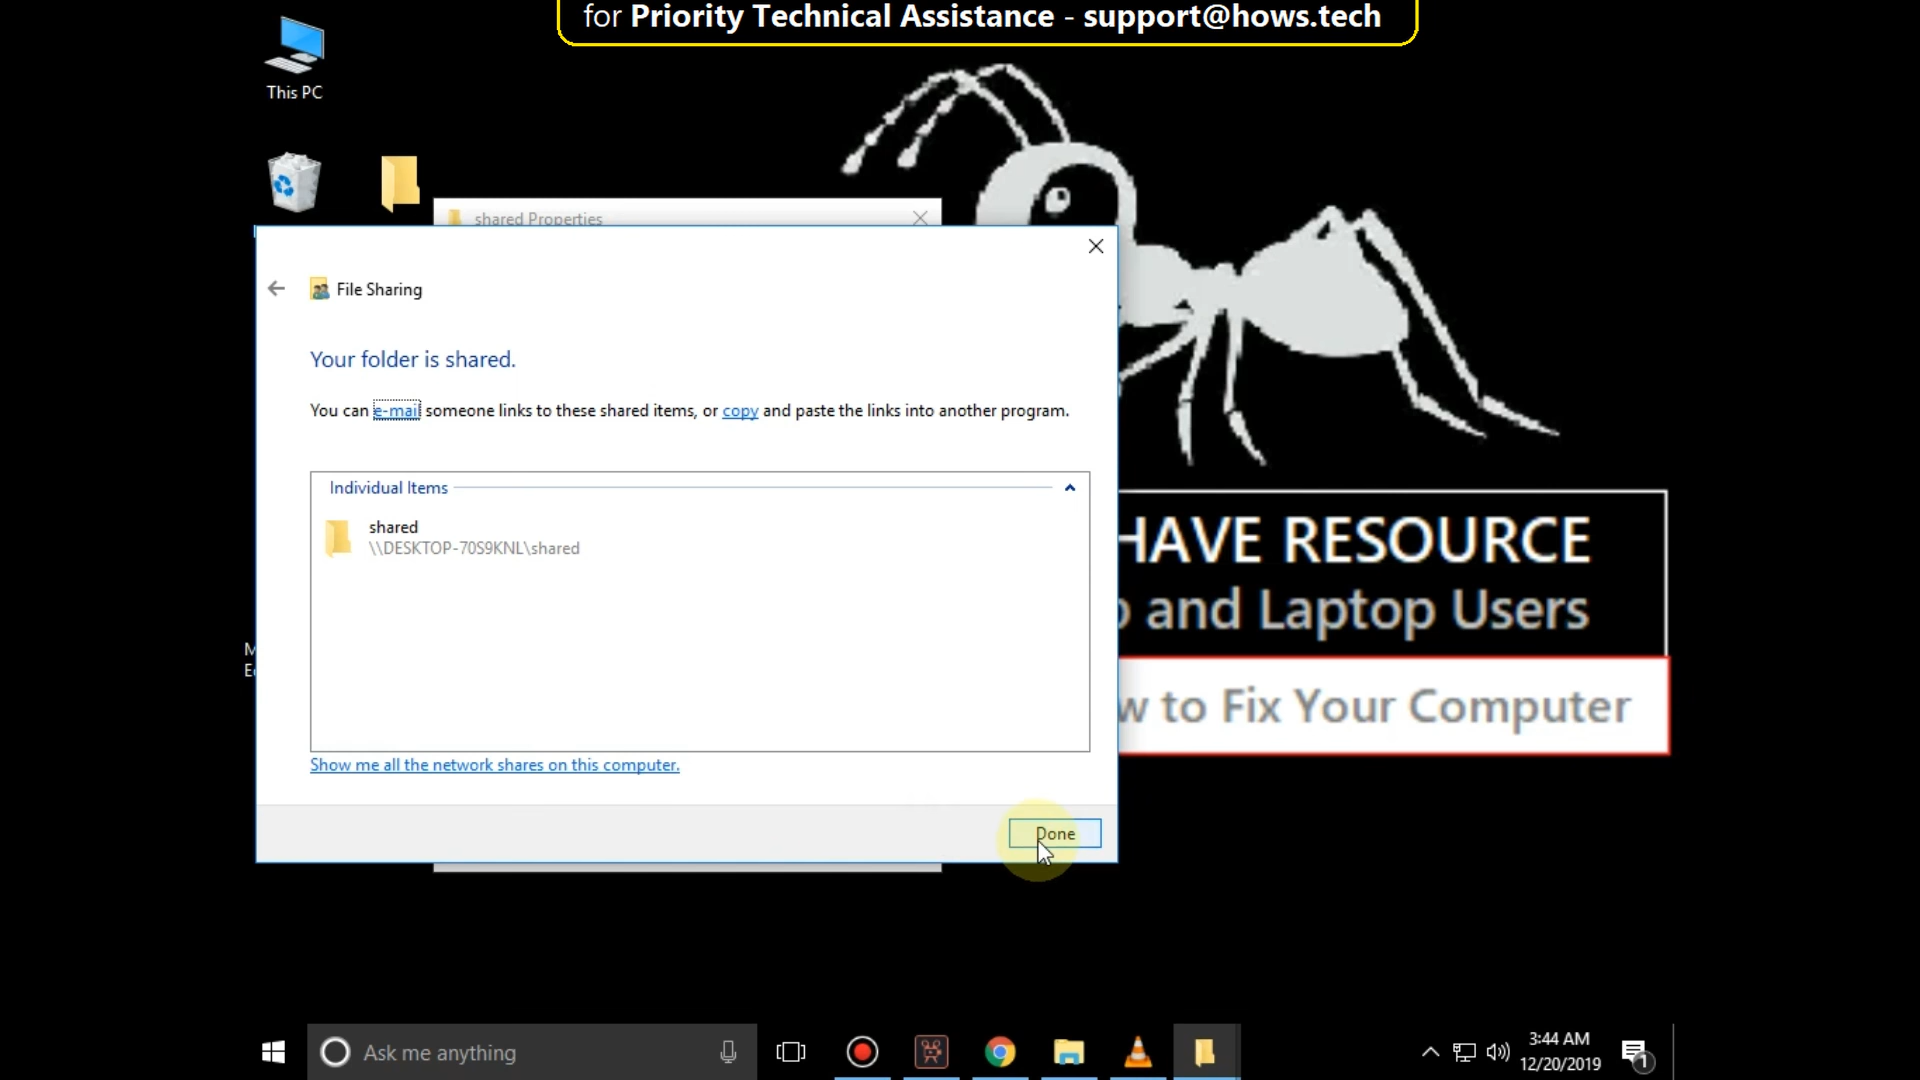 for Priority Technical Assistance - support@hows.tech
This PC
shared Properties
File Sharing
Your folder is shared.
You can e-mail someone links to these shared items, or copy and paste the links into another program.
Individual Items
shared
\\DESKTOP-70S9KNL\shared
Show me all the network shares on this computer.
Done
HAVE RESOURCE
and Laptop Users
w to Fix Your Computer
Ask me anything
3:44 AM
12/20/2019
1